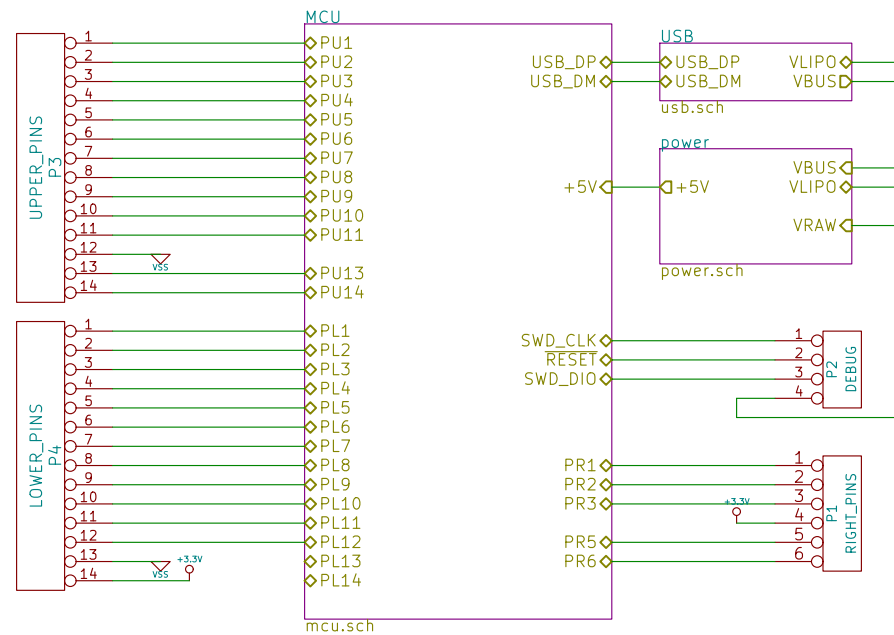 MCU
UPPER_PINS
P3
1
2
3
4
5
6
7
8
9
10
11
12
13
14
VSS
PU1
PU2
PU3
PU4
PU5
PU6
PU7
PU8
PU9
PU10
PU11
PU13
PU14
LOWER_PINS
P4
1
2
3
4
5
6
7
8
9
10
11
12
13
14
VSS
+3.3V
PL1
PL2
PL3
PL4
PL5
PL6
PL7
PL8
PL9
PL10
PL11
PL12
PL13
PL14
mcu.sch
USB_DP
USB_DM
+5V
SWD_CLK
RESET
SWD_DIO
PR1
PR2
PR3
PR5
PR6
USB
USB_DP
USB_DM
VLIPO
VBUS
usb.sch
power
+5V
VBUS
VLIPO
VRAW
power.sch
1
2
3
4
P2
DEBUG
1
2
3
4
5
6
+3.3V
P1
RIGHT_PINS